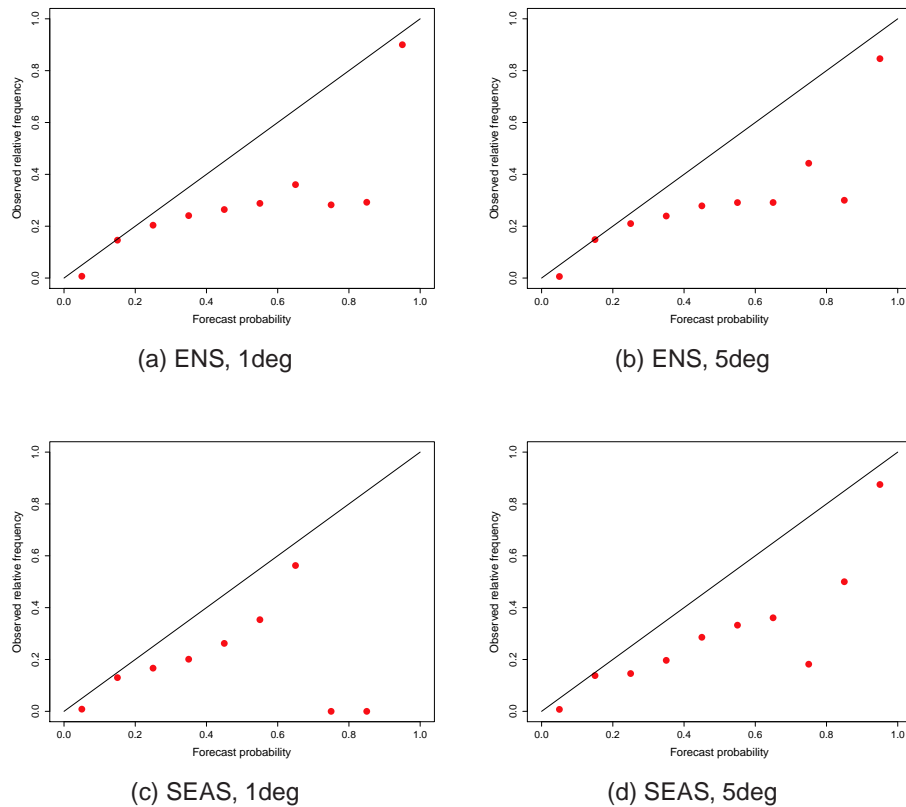 1.0
0.8
0.6
0.4
0.2
0.0
Observed relative frequency
0.0 0.2 0.4 0.6 0.8 1.0
Forecast probability
(a) ENS, 1deg
1.0
0.8
0.6
0.4
0.2
0.0
Observed relative frequency
0.0 0.2 0.4 0.6 0.8 1.0
Forecast probability
(b) ENS, 5deg
1.0
0.8
0.6
0.4
0.2
0.0
Observed relative frequency
0.0 0.2 0.4 0.6 0.8 1.0
Forecast probability
(c) SEAS, 1deg
1.0
0.8
0.6
0.4
0.2
0.0
Observed relative frequency
0.0 0.2 0.4 0.6 0.8 1.0
Forecast probability
(d) SEAS, 5deg